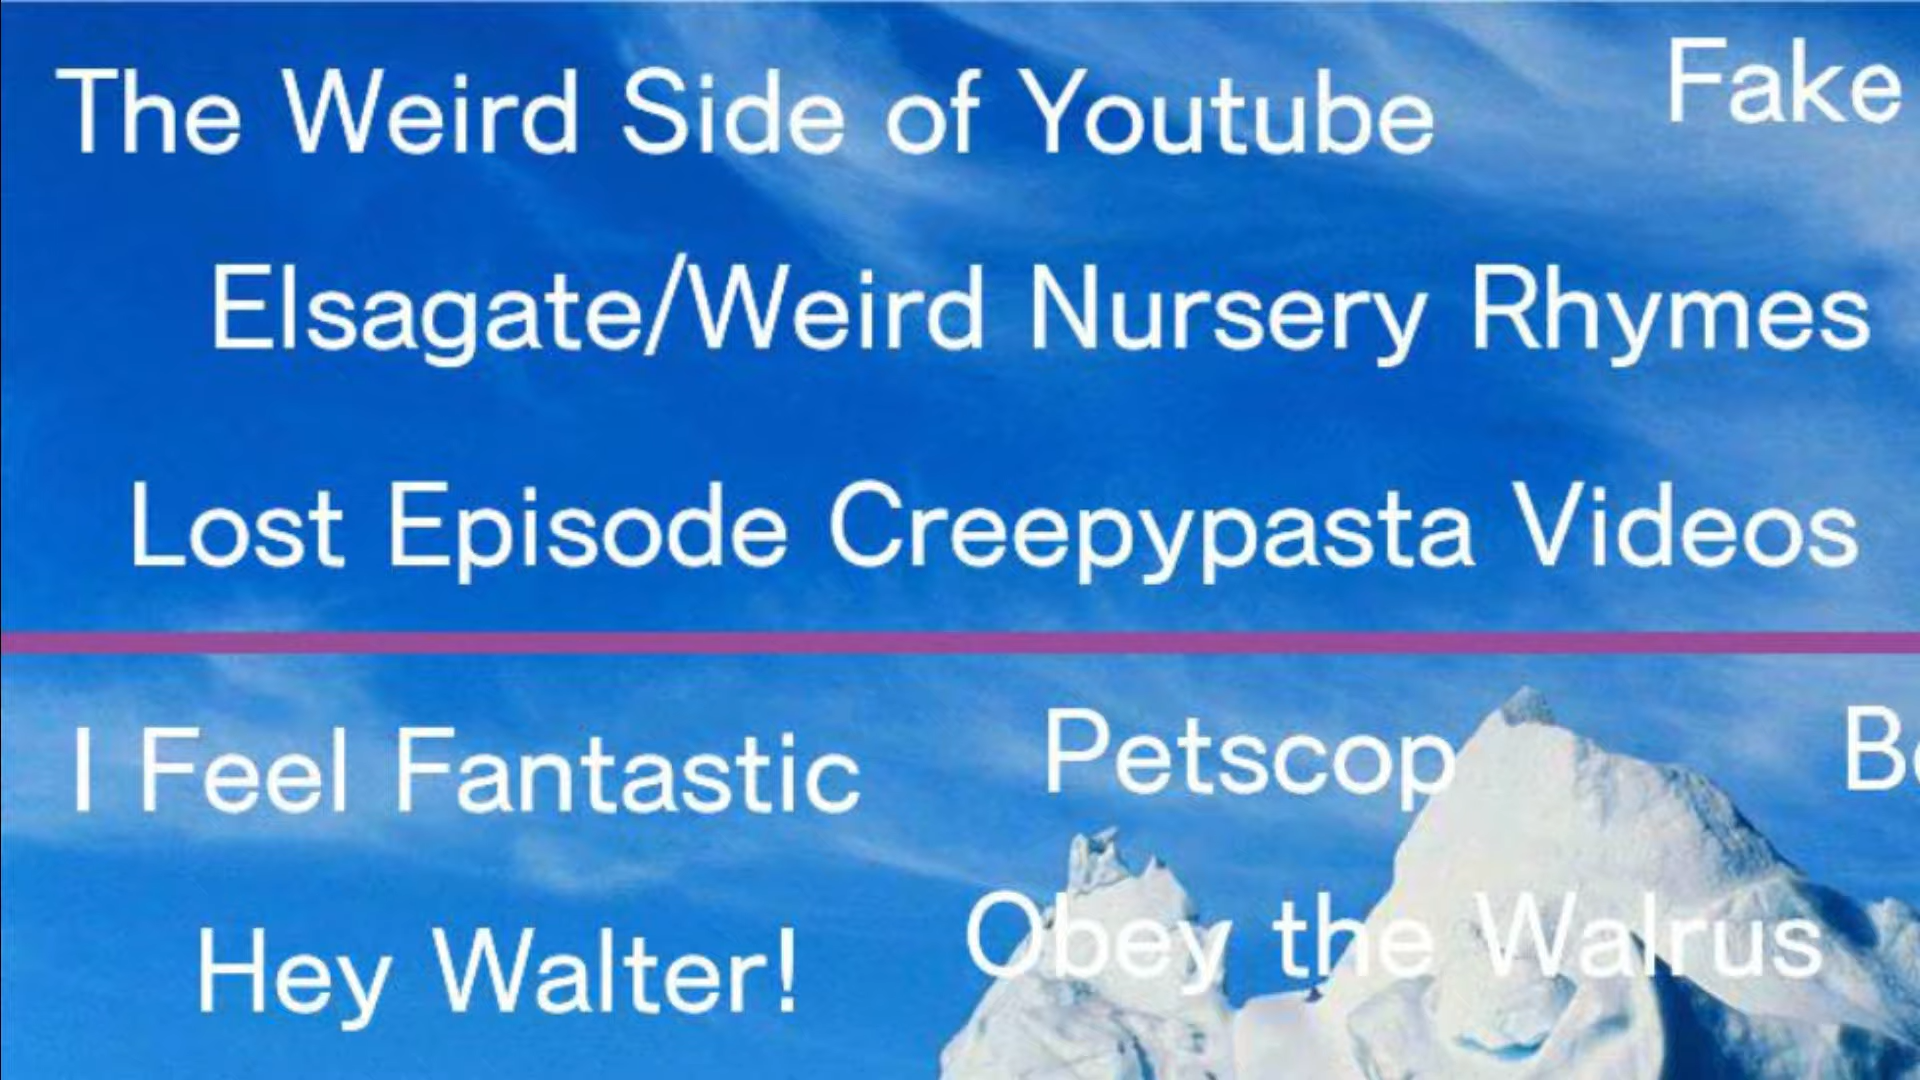 The Weird Side of Youtube
Fake
Elsagate/Weird Nursery Rhymes
Lost Episode Creepypasta Videos
I Feel Fantastic
Petscop
Hey Walter!
Obey the Walrus